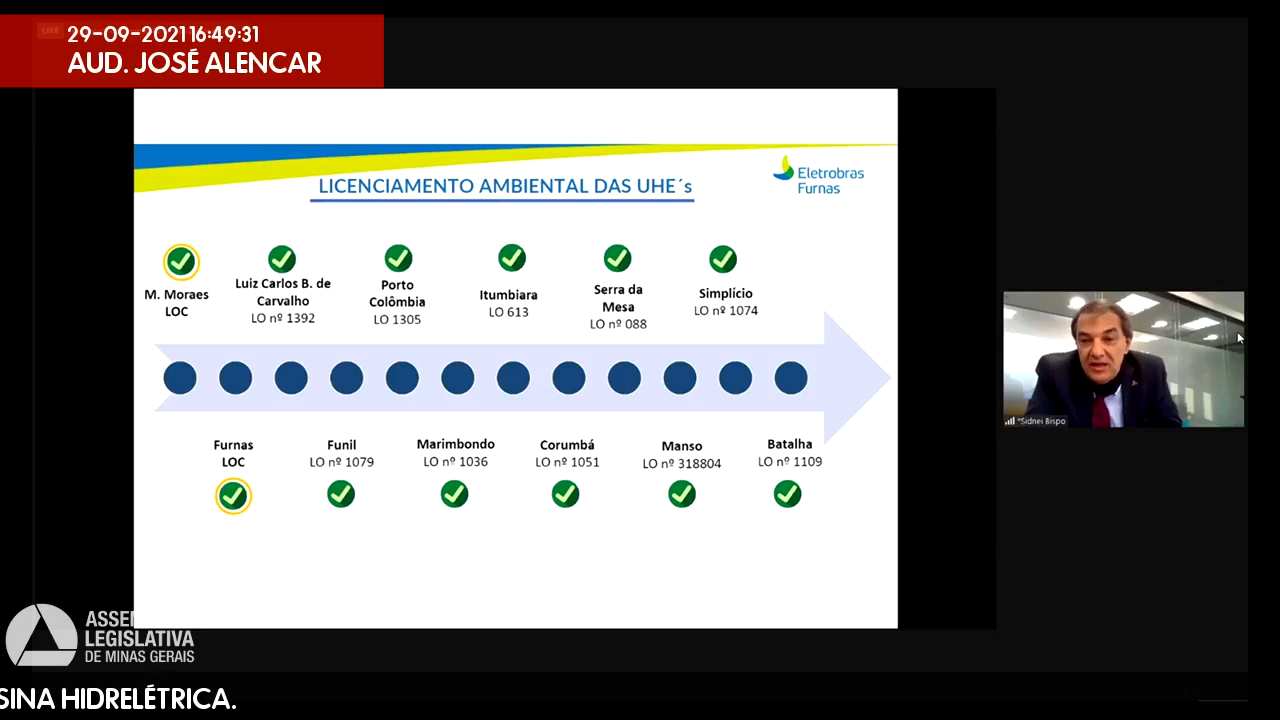 LIVE
29-09-2021 16:49:31
AUD. JOSÉ ALENCAR
LICENCIAMENTO AMBIENTAL DAS UHE´s
Eletrobras
Furnas
M. Moraes
LOC
Luiz Carlos B. de
Carvalho
LO nº 1392
Porto
Colômbia
LO 1305
Itumbiara
LO 613
Serra da
Mesa
LO nº 088
Simplício
LO nº 1074
Furnas
LOC
Funil
LO nº 1079
Marimbondo
LO nº 1036
Corumbá
LO nº 1051
Manso
LO nº 318804
Batalha
LO nº 1109
*Sidnei Bispo
ASSEM
LEGISLATIVA
DE MINAS GERAIS
SINA HIDRELÉTRICA.